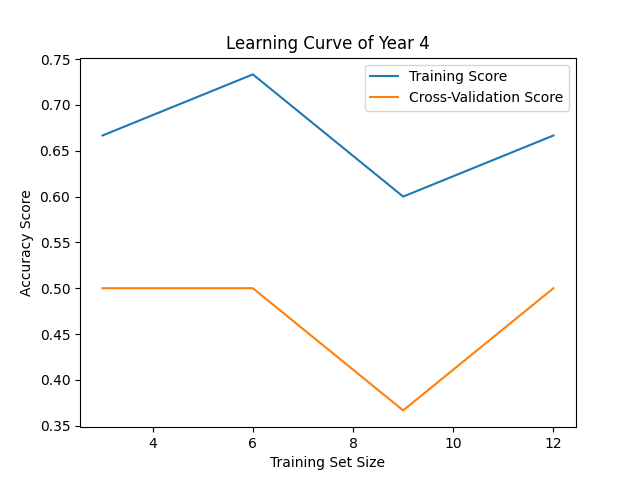 Learning Curve of Year 4
Training Score
Cross-Validation Score
Accuracy Score
0.75
0.70
0.65
0.60
0.55
0.50
0.45
0.40
0.35
4 6 8 10 12
Training Set Size